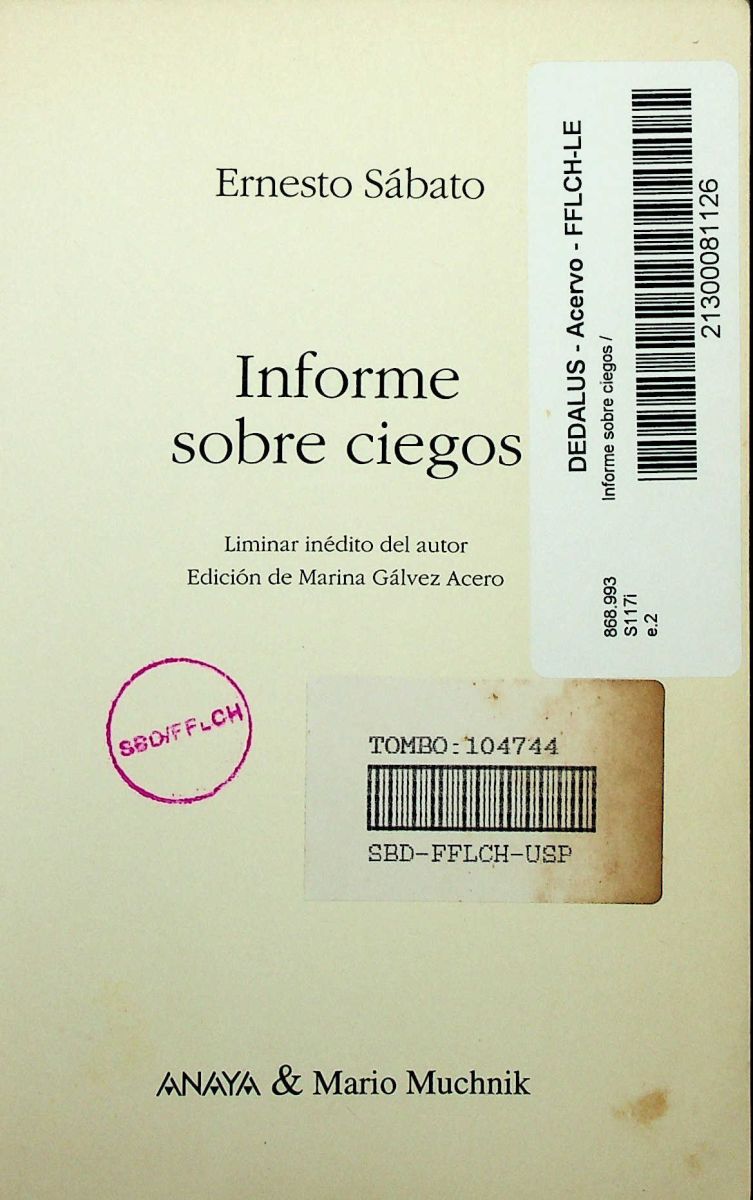 Ernesto Sábato
Informe
sobre ciegos
Liminar inédito del autor
Edición de Marina Gálvez Acero
DEDALUS - Acervo - FFLCH-LE
Informe sobre ciegos /
21300081126
868.993
S117i
e.2
SBD/FFLCH
TOMBO:104744
SBD-FFLCH-USP
ANAYA & Mario Muchnik